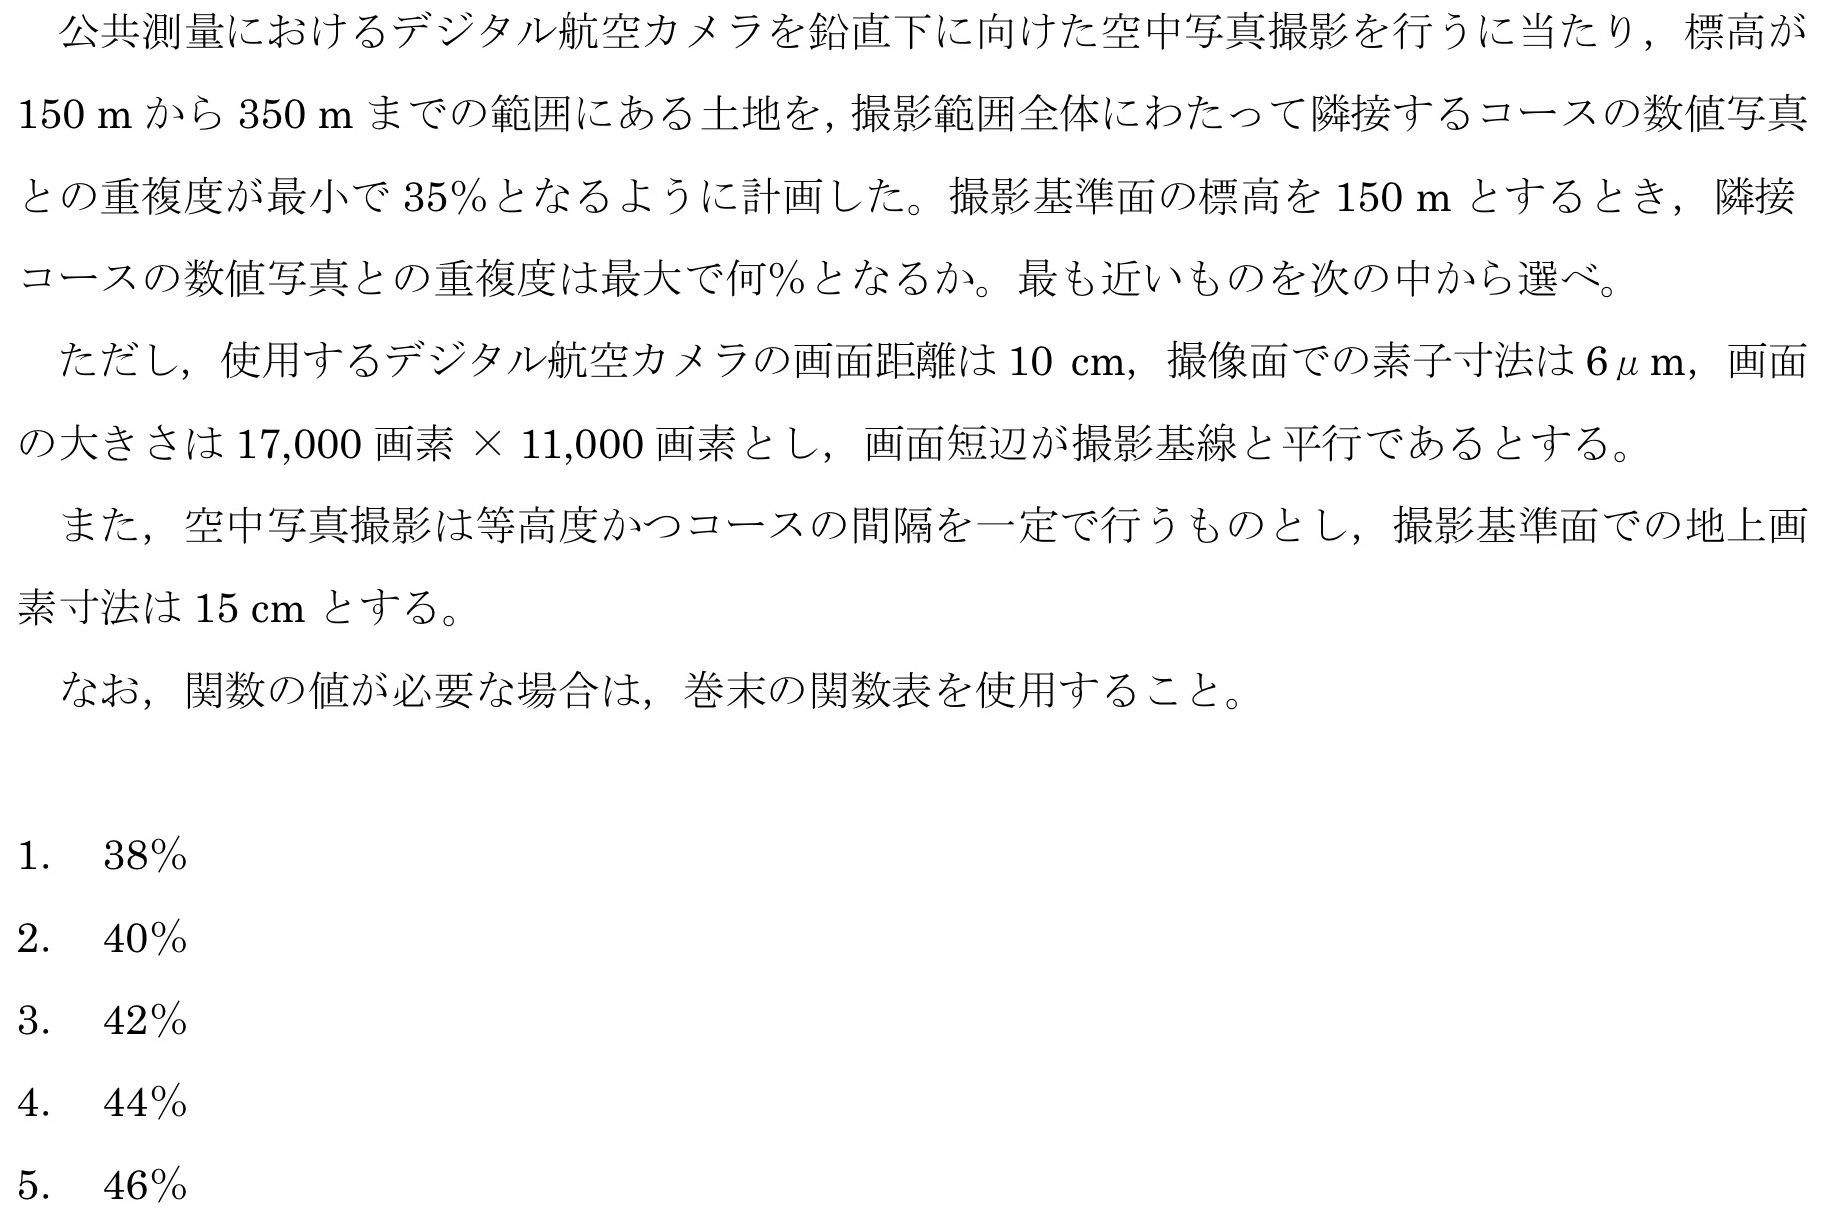 公共測量におけるデジタル航空カメラを鉛直下に向けた空中写真撮影を行うに当たり，標高が
150 m から 350 m までの範囲にある土地を，撮影範囲全体にわたって隣接するコースの数値写真
との重複度が最小で 35％となるように計画した。撮影基準面の標高を 150 m とするとき，隣接
コースの数値写真との重複度は最大で何％となるか。最も近いものを次の中から選べ。
ただし，使用するデジタル航空カメラの画面距離は 10 cm，撮像面での素子寸法は 6μm，画面
の大きさは 17,000 画素 × 11,000 画素とし，画面短辺が撮影基線と平行であるとする。
また，空中写真撮影は等高度かつコースの間隔を一定で行うものとし，撮影基準面での地上画
素寸法は 15 cm とする。
なお，関数の値が必要な場合は，巻末の関数表を使用すること。
1. 38％
2. 40％
3. 42％
4. 44％
5. 46％